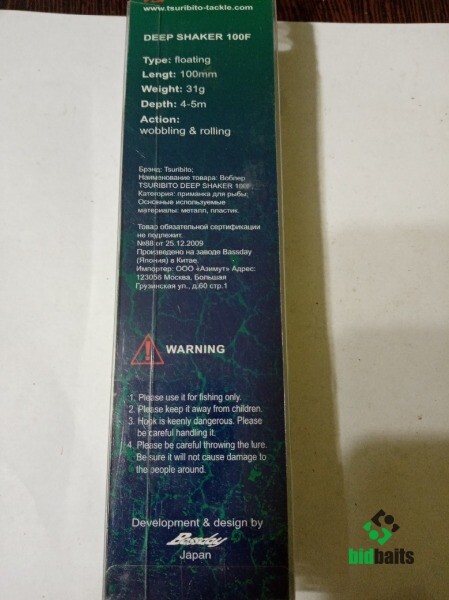 www.tsuribito-tackle.com
DEEP SHAKER 100F
Type: floating
Lengt: 100mm
Weight: 31g
Depth: 4-5m
Action:
wobbling & rolling
Брэнд: Tsuribito;
Наименование товара: Воблер
TSURIBITO DEEP SHAKER 100F;
Категория: приманка для рыбы;
Основные используемые
материалы: металл, пластик.
Товар обязательной сертификации
не подлежит.
№88 от 25.12.2009
Произведено на заводе Bassday
(Япония) в Китае.
Импортер: ООО «Азимут» Адрес:
123056 Москва, Большая
Грузинская ул., д.60 стр.1
WARNING
1. Please use it for fishing only.
2. Please keep it away from children.
3. Hook is keenly dangerous. Please
be careful handling it.
4. Please be careful throwing the lure.
Be sure it will not cause damage to
the people around.
Development & design by
Bassday
Japan
bidbaits